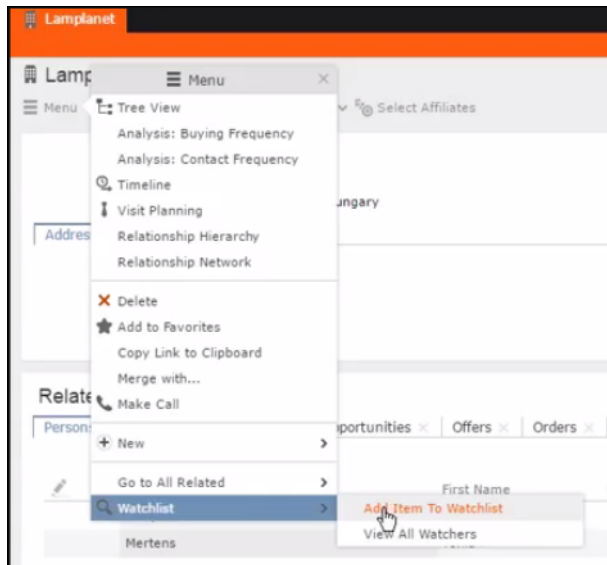 Lamplanet
Lamp
Menu
Menu
Select Affiliates
Tree View
Analysis: Buying Frequency
Analysis: Contact Frequency
Timeline
Visit Planning
ungary
Addres
Relationship Hierarchy
Relationship Network
Delete
Add to Favorites
Copy Link to Clipboard
Merge with...
Relate
Make Call
Person
pportunities
Offers
Orders
New
Go to All Related
First Name
Watchlist
Add Item To Watchlist
View All Watchers
Mertens